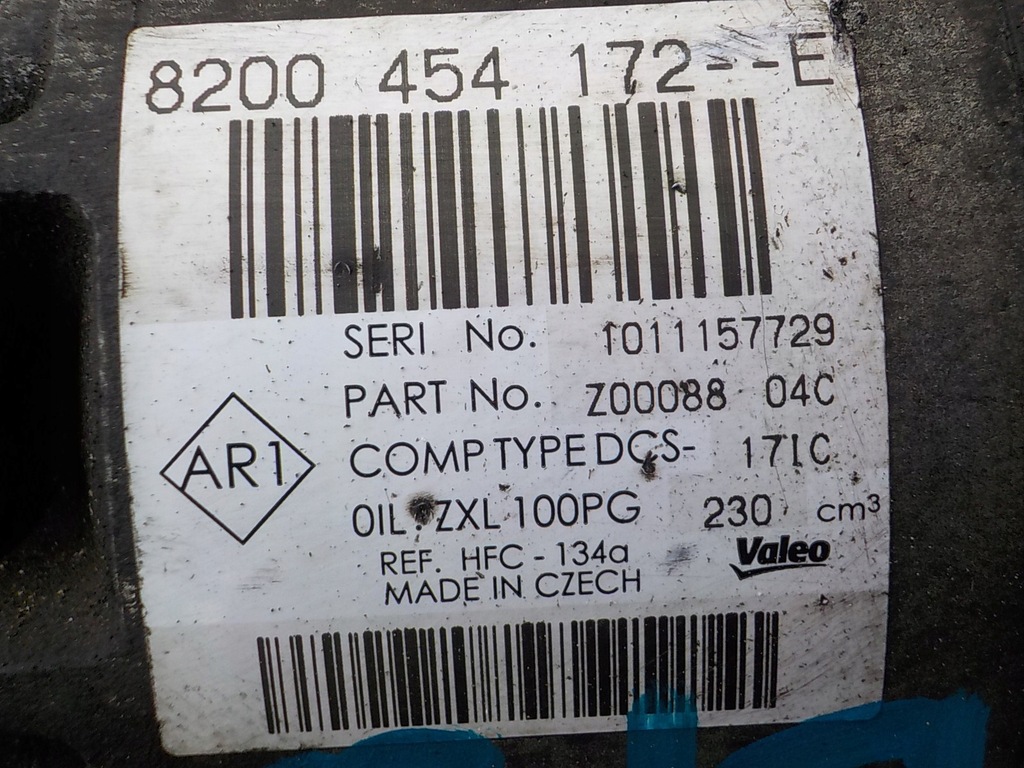 8200 454 172--E
SERI No. 1011157729
PART No. Z00088 04C
AR1
COMP TYPE DCS- 17IC
OIL. ZXL 100PG 230 cm³
REF. HFC - 134a
Valeo
MADE IN CZECH